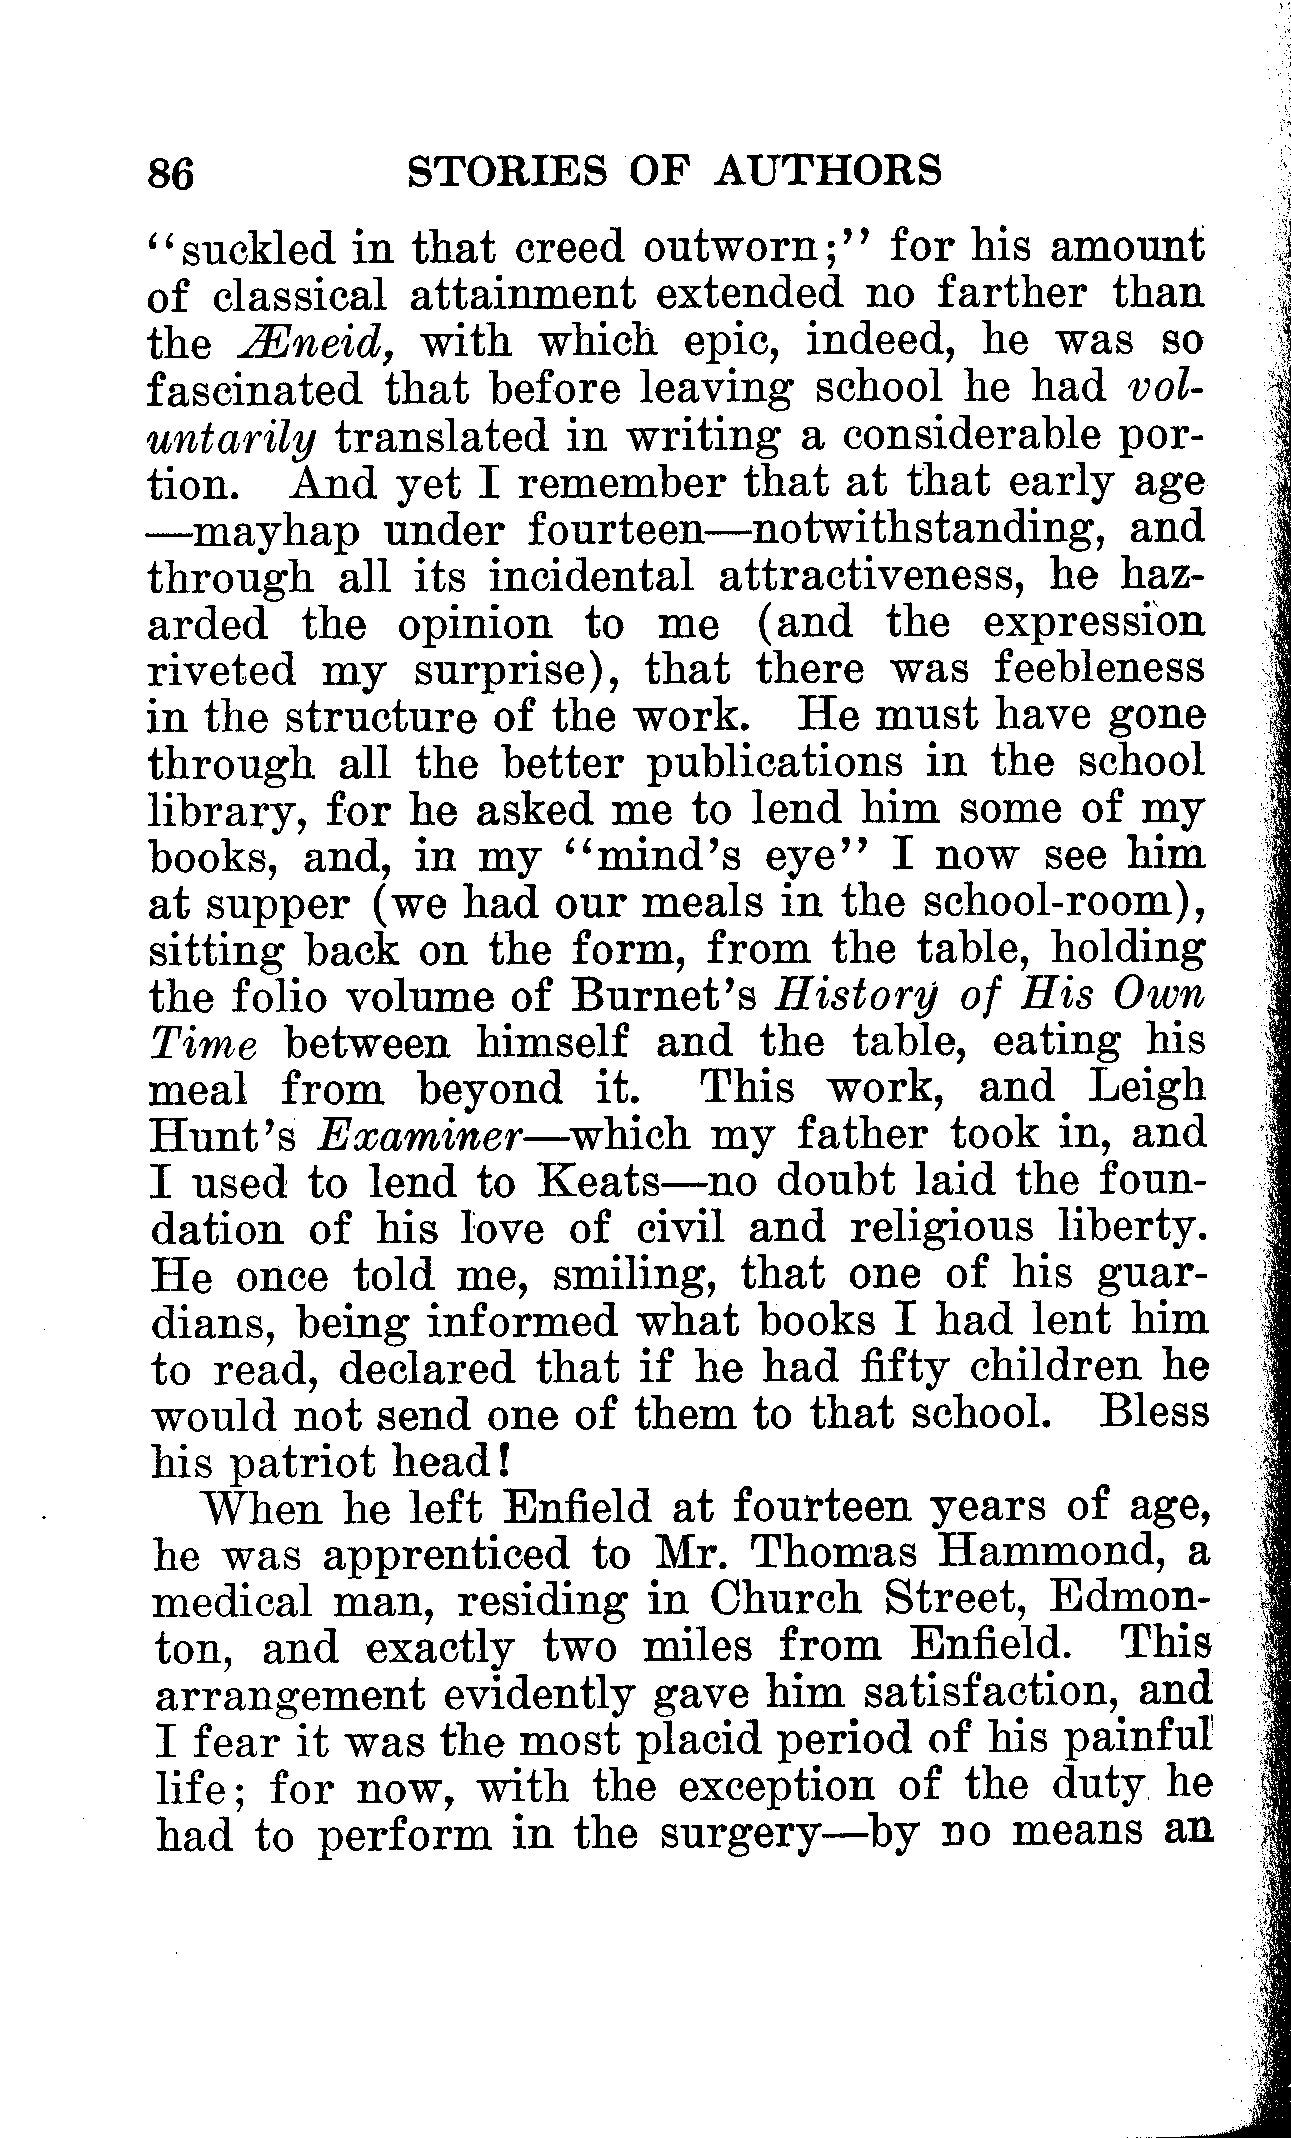 86 STORIES OF AUTHORS
“suckled in that creed outworn;” for his amount
of classical attainment extended no farther than
the Æneid, with which epic, indeed, he was so
fascinated that before leaving school he had vol-
untarily translated in writing a considerable por-
tion. And yet I remember that at that early age
—mayhap under fourteen—notwithstanding, and
through all its incidental attractiveness, he haz-
arded the opinion to me (and the expression
riveted my surprise), that there was feebleness
in the structure of the work. He must have gone
through all the better publications in the school
library, for he asked me to lend him some of my
books, and, in my “mind’s eye” I now see him
at supper (we had our meals in the school-room),
sitting back on the form, from the table, holding
the folio volume of Burnet’s History of His Own
Time between himself and the table, eating his
meal from beyond it. This work, and Leigh
Hunt’s Examiner—which my father took in, and
I used to lend to Keats—no doubt laid the foun-
dation of his love of civil and religious liberty.
He once told me, smiling, that one of his guar-
dians, being informed what books I had lent him
to read, declared that if he had fifty children he
would not send one of them to that school. Bless
his patriot head!
When he left Enfield at fourteen years of age,
he was apprenticed to Mr. Thomas Hammond, a
medical man, residing in Church Street, Edmon-
ton, and exactly two miles from Enfield. This
arrangement evidently gave him satisfaction, and
I fear it was the most placid period of his painful
life; for now, with the exception of the duty he
had to perform in the surgery—by no means an